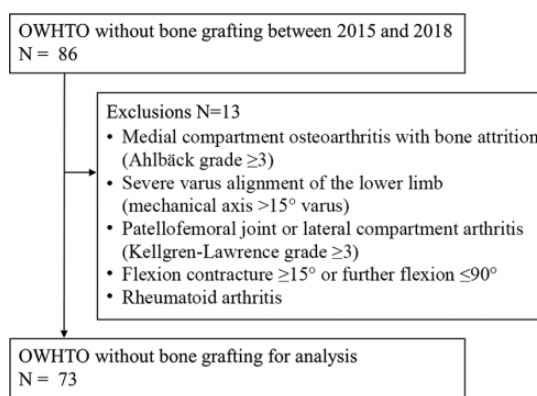 OWHTO without bone grafting between 2015 and 2018
N = 86
Exclusions N=13
• Medial compartment osteoarthritis with bone attrition
(Ahlbäck grade ≥3)
• Severe varus alignment of the lower limb
(mechanical axis >15° varus)
• Patellofemoral joint or lateral compartment arthritis
(Kellgren-Lawrence grade ≥3)
• Flexion contracture ≥15° or further flexion ≤90°
• Rheumatoid arthritis
OWHTO without bone grafting for analysis
N = 73